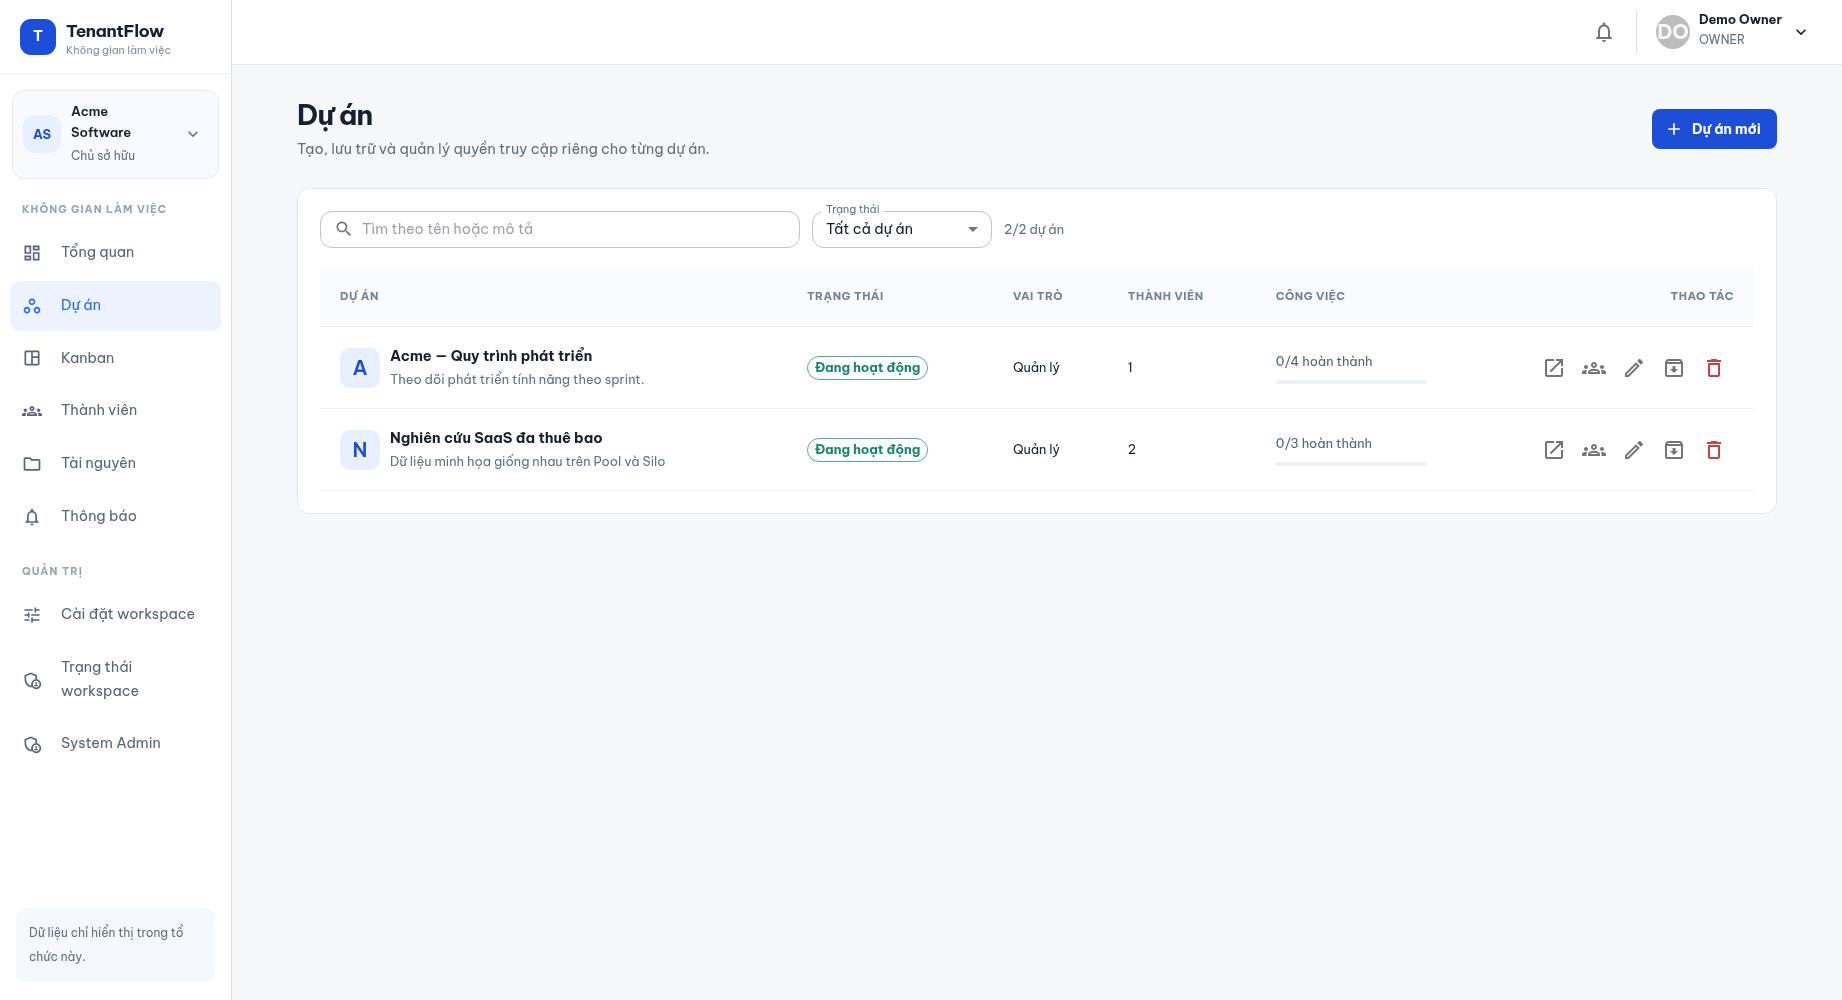 T
TenantFlow
Không gian làm việc
AS
Acme
Software
Chủ sở hữu
KHÔNG GIAN LÀM VIỆC
Tổng quan
Dự án
Kanban
Thành viên
Tài nguyên
Thông báo
QUẢN TRỊ
Cài đặt workspace
Trạng thái
workspace
System Admin
Dữ liệu chỉ hiển thị trong tổ
chức này.
DO
Demo Owner
OWNER
Dự án
Tạo, lưu trữ và quản lý quyền truy cập riêng cho từng dự án.
Dự án mới
Tìm theo tên hoặc mô tả
Trạng thái
Tất cả dự án
2/2 dự án
DỰ ÁN TRẠNG THÁI VAI TRÒ THÀNH VIÊN CÔNG VIỆC THAO TÁC
A
Acme — Quy trình phát triển
Theo dõi phát triển tính năng theo sprint.
Đang hoạt động
Quản lý
1
0/4 hoàn thành
N
Nghiên cứu SaaS đa thuê bao
Dữ liệu minh họa giống nhau trên Pool và Silo
Đang hoạt động
Quản lý
2
0/3 hoàn thành